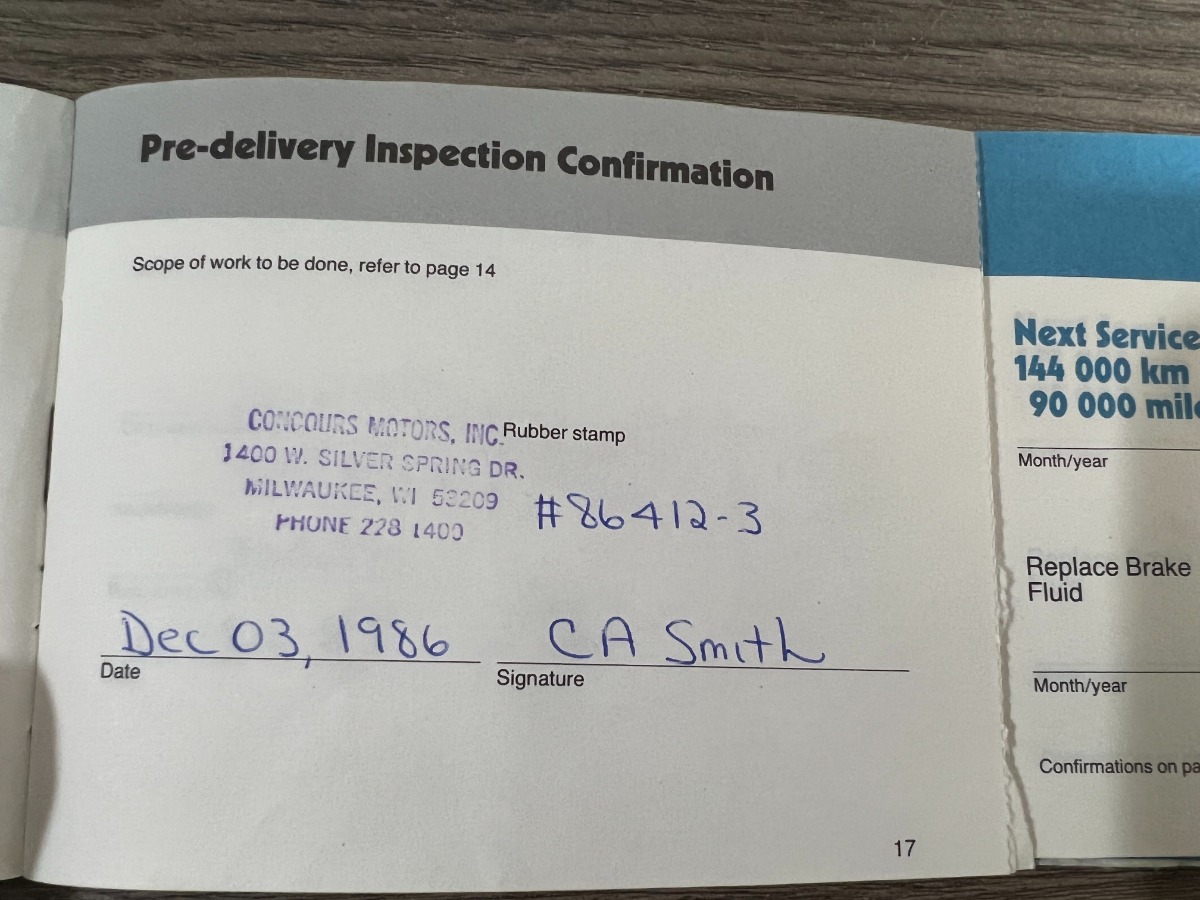 Pre-delivery Inspection Confirmation
Scope of work to be done, refer to page 14
CONCOURS MOTORS, INC.
Rubber stamp
1400 W. SILVER SPRING DR.
MILWAUKEE, WI 53209
#86412-3
PHONE 228 1400
Dec 03, 1986
CA Smith
Date
Signature
17
Next Service
144 000 km
90 000
Month/year
Replace Brake
Fluid
Month/year
Confirmations on